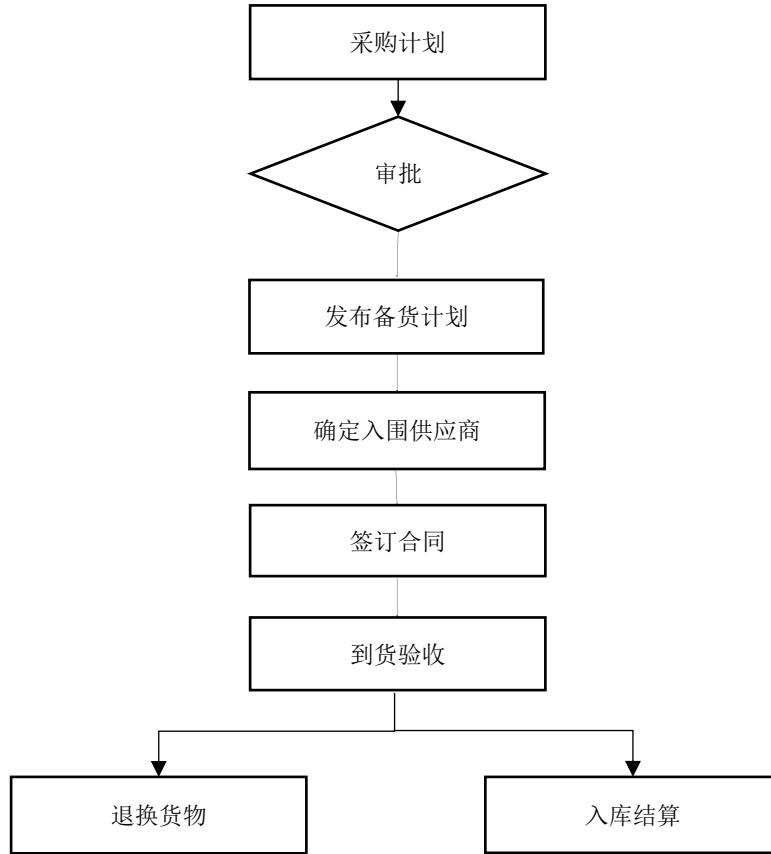 采购计划
审批
发布备货计划
确定入围供应商
签订合同
到货验收
退换货物
入库结算